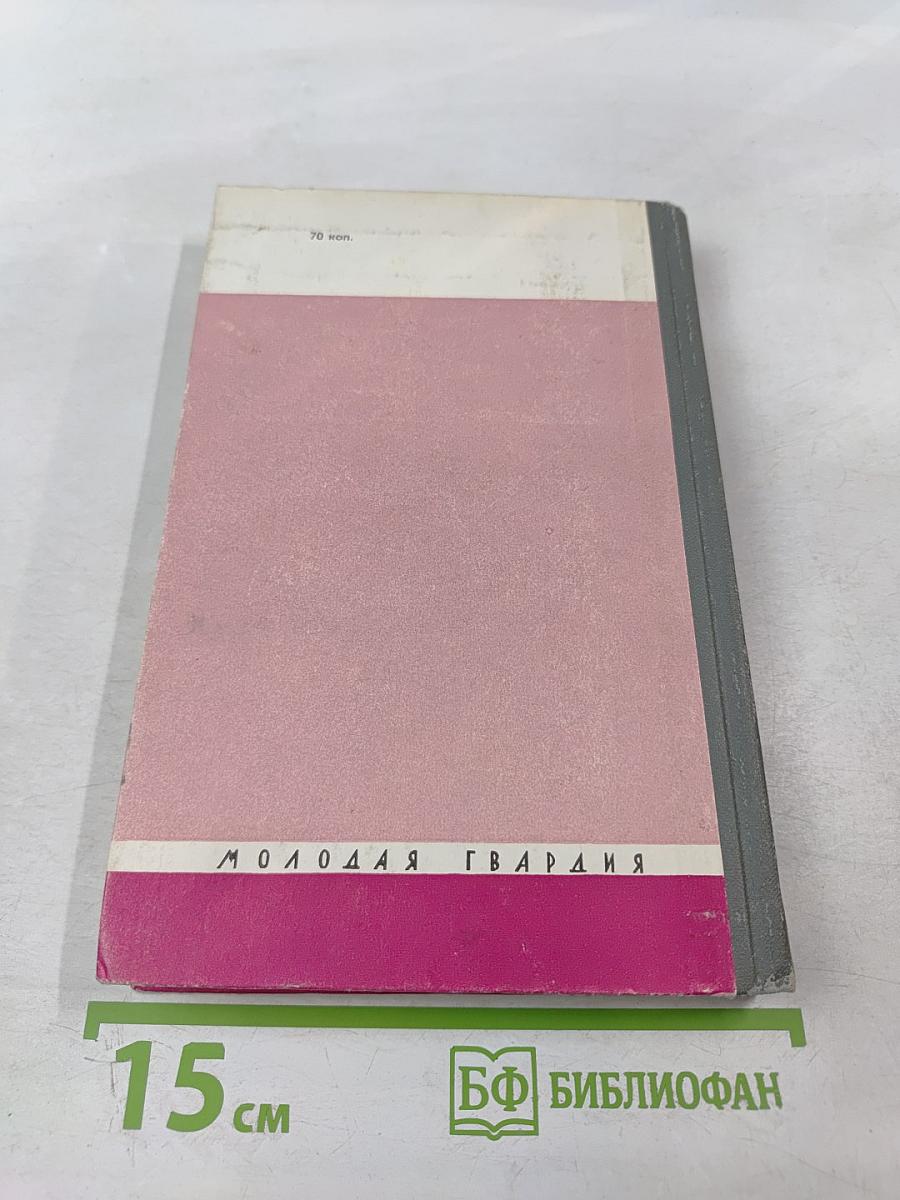 70 коп.
МОЛОДАЯ ГВАРДИЯ
15 см
БФ БИБЛИОФАН